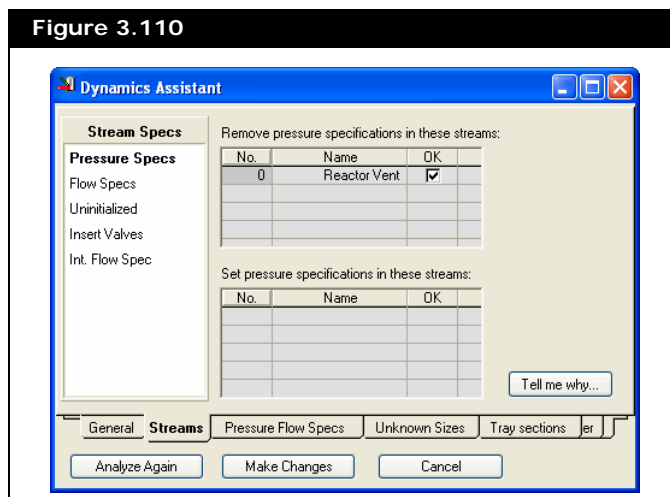 Figure 3.110
Dynamics Assistant
Stream Specs
Pressure Specs
Flow Specs
Uninitialized
Insert Valves
Int. Flow Spec
Remove pressure specifications in these streams:
No. Name OK
0 Reactor Vent
Set pressure specifications in these streams:
No. Name OK
Tell me why...
General Streams Pressure Flow Specs Unknown Sizes Tray sections er
Analyze Again Make Changes Cancel